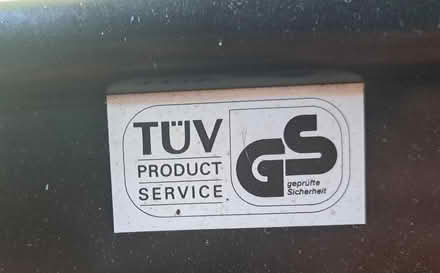 TÜV
PRODUCT
SERVICE
GS
geprüfte
Sicherheit